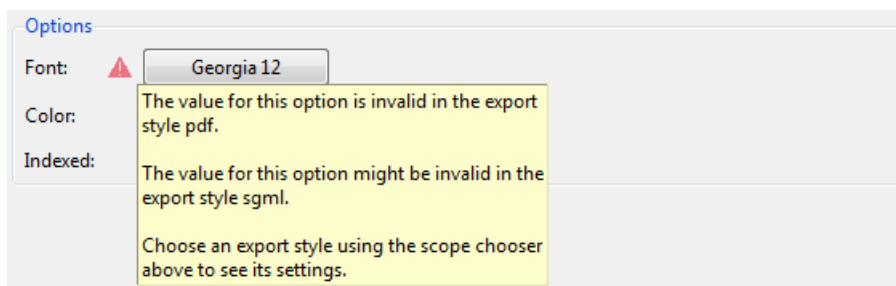 Options
Font:
Georgia 12
Color:
Indexed:
The value for this option is invalid in the export
style pdf.
The value for this option might be invalid in the
export style sgml.
Choose an export style using the scope chooser
above to see its settings.